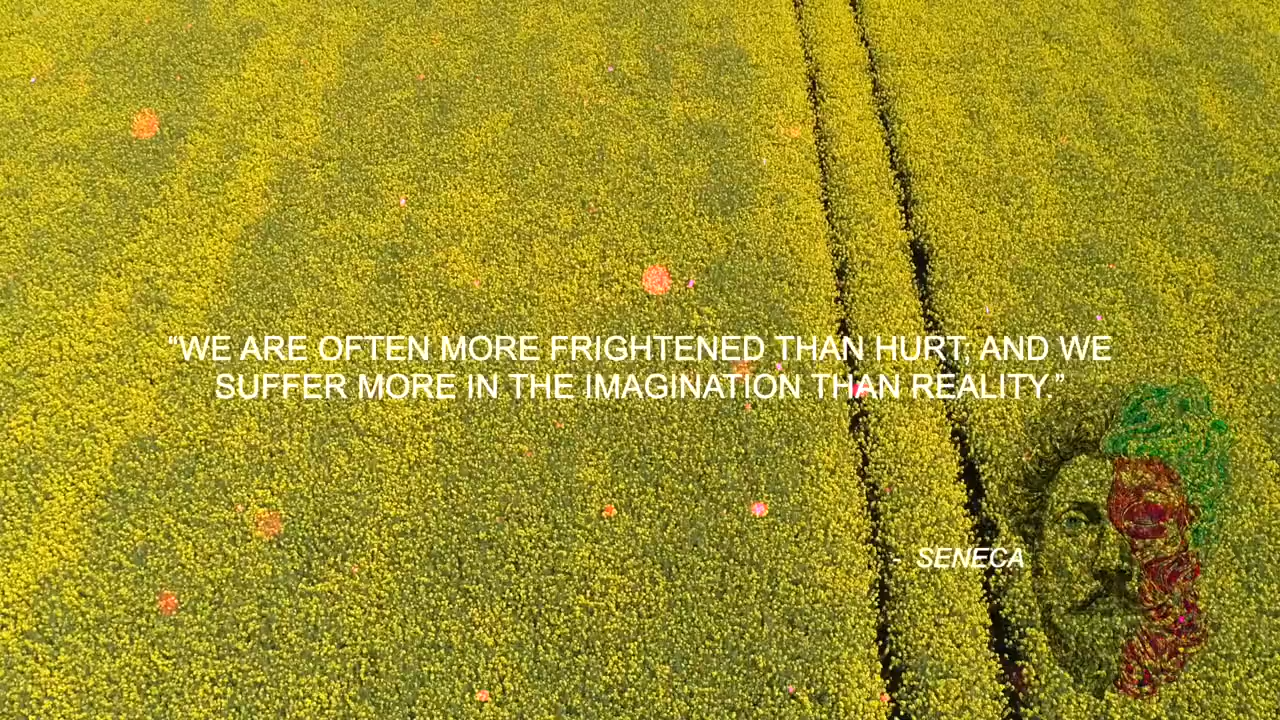 “WE ARE OFTEN MORE FRIGHTENED THAN HURT; AND WE
SUFFER MORE IN THE IMAGINATION THAN REALITY.”
- SENECA